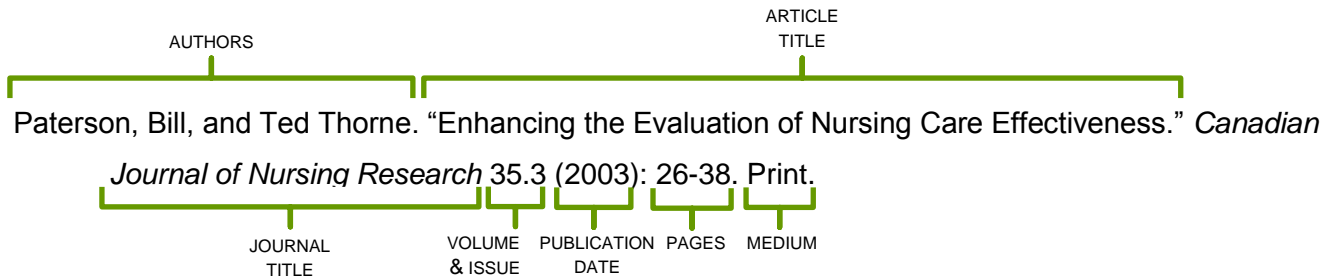 ARTICLE
TITLE
AUTHORS
Paterson, Bill, and Ted Thorne. “Enhancing the Evaluation of Nursing Care Effectiveness.” Canadian
Journal of Nursing Research 35.3 (2003): 26-38. Print.
JOURNAL
TITLE
VOLUME
& ISSUE
PUBLICATION
DATE
PAGES
MEDIUM